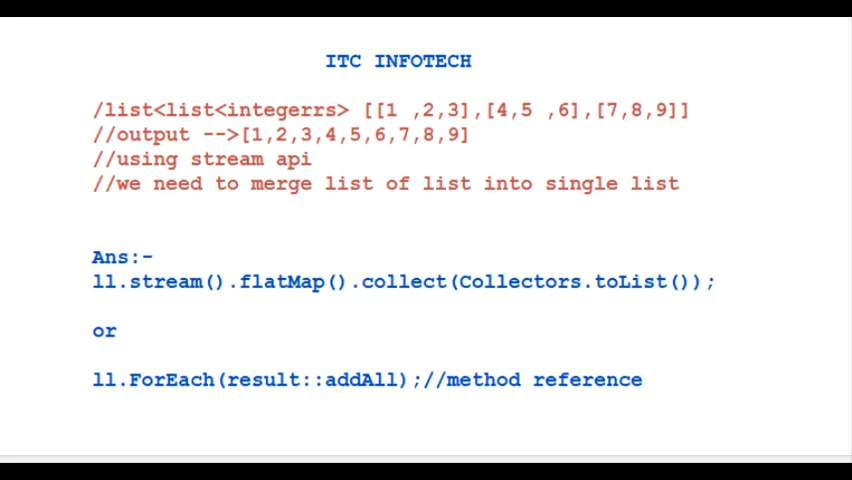 ITC INFOTECH
/list<list<integerrs> [[1 ,2,3],[4,5 ,6],[7,8,9]]
//output -->[1,2,3,4,5,6,7,8,9]
//using stream api
//we need to merge list of list into single list
Ans:-
ll.stream().flatMap().collect(Collectors.toList());
or
ll.ForEach(result::addAll);//method reference